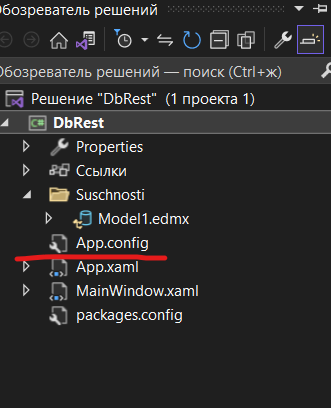 Обозреватель решений
Обозреватель решений — поиск (Ctrl+ж)
Решение "DbRest" (1 проекта 1)
DbRest
Properties
Ссылки
Suschnosti
Model1.edmx
App.config
App.xaml
MainWindow.xaml
packages.config